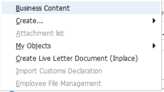 Business Content
Create...
Attachment list
My Objects
Create Live Letter Document (Inplace)
Import Customs Declaration
Employee File Management